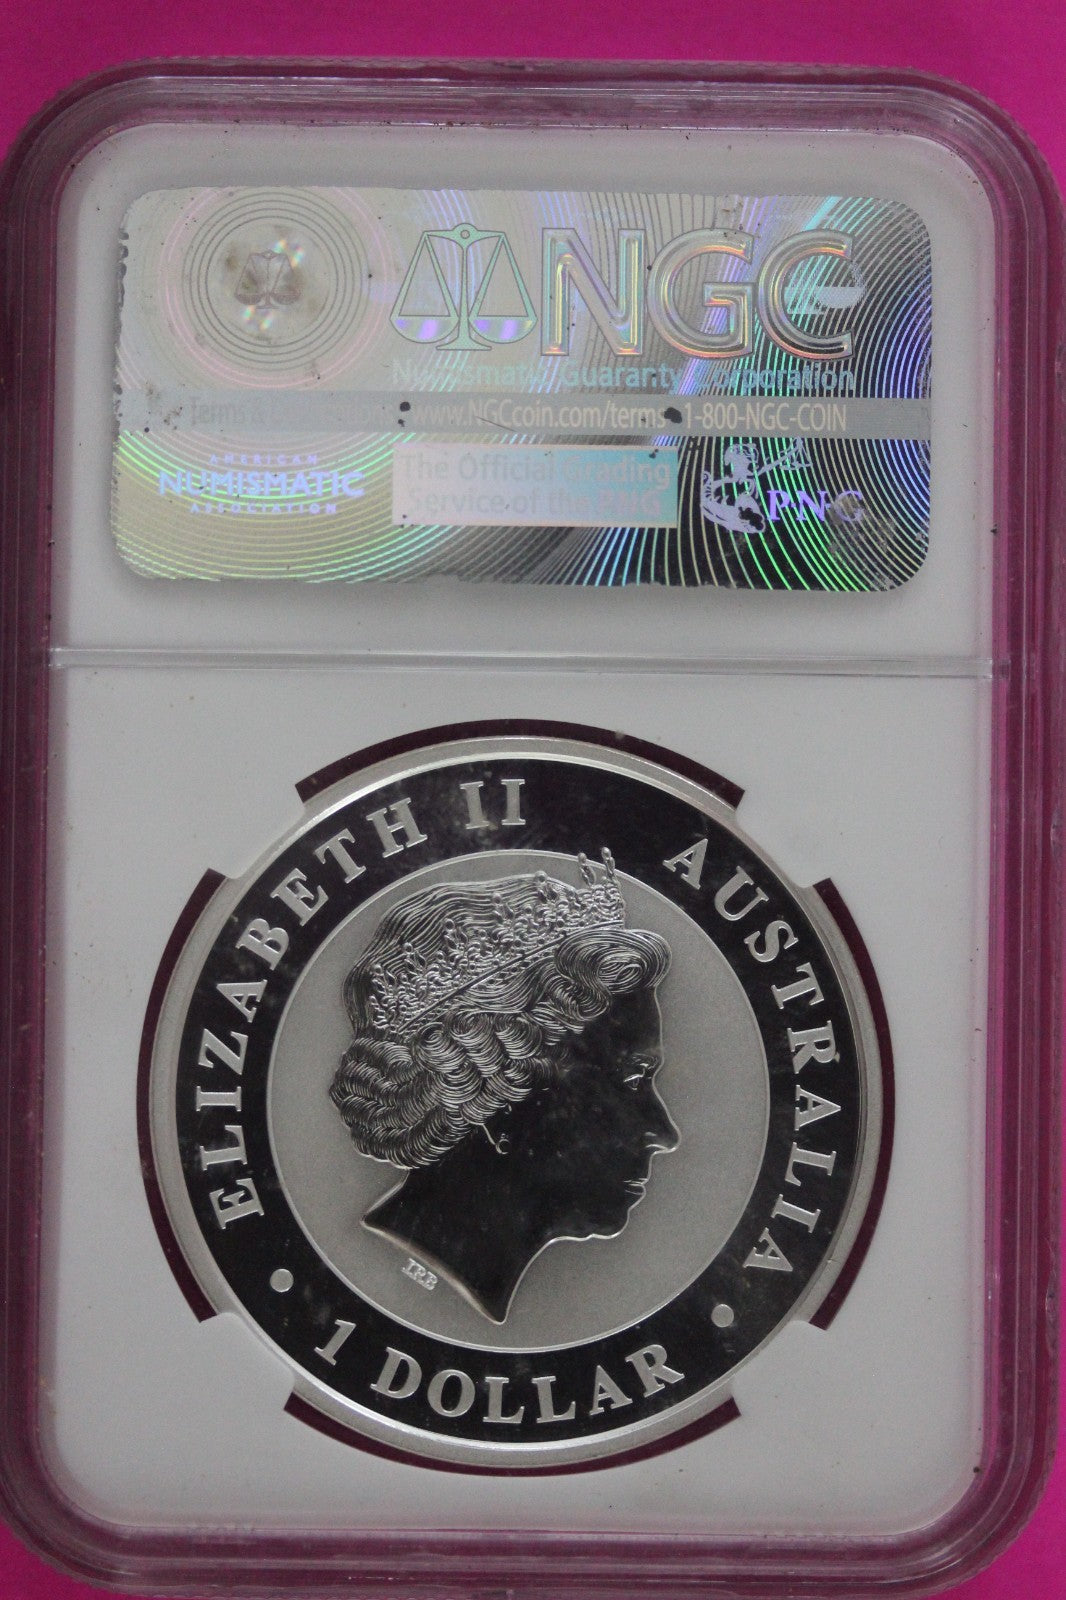 NGC
Numismatic Guaranty Corporation
www.NGCcoin.com/terms 1-800-NGC-COIN
AMERICAN
NUMISMATIC
ASSOCIATION
The Official Grading
Service of the PNG
PNG
ELIZABETH II AUSTRALIA
1 DOLLAR
IRB